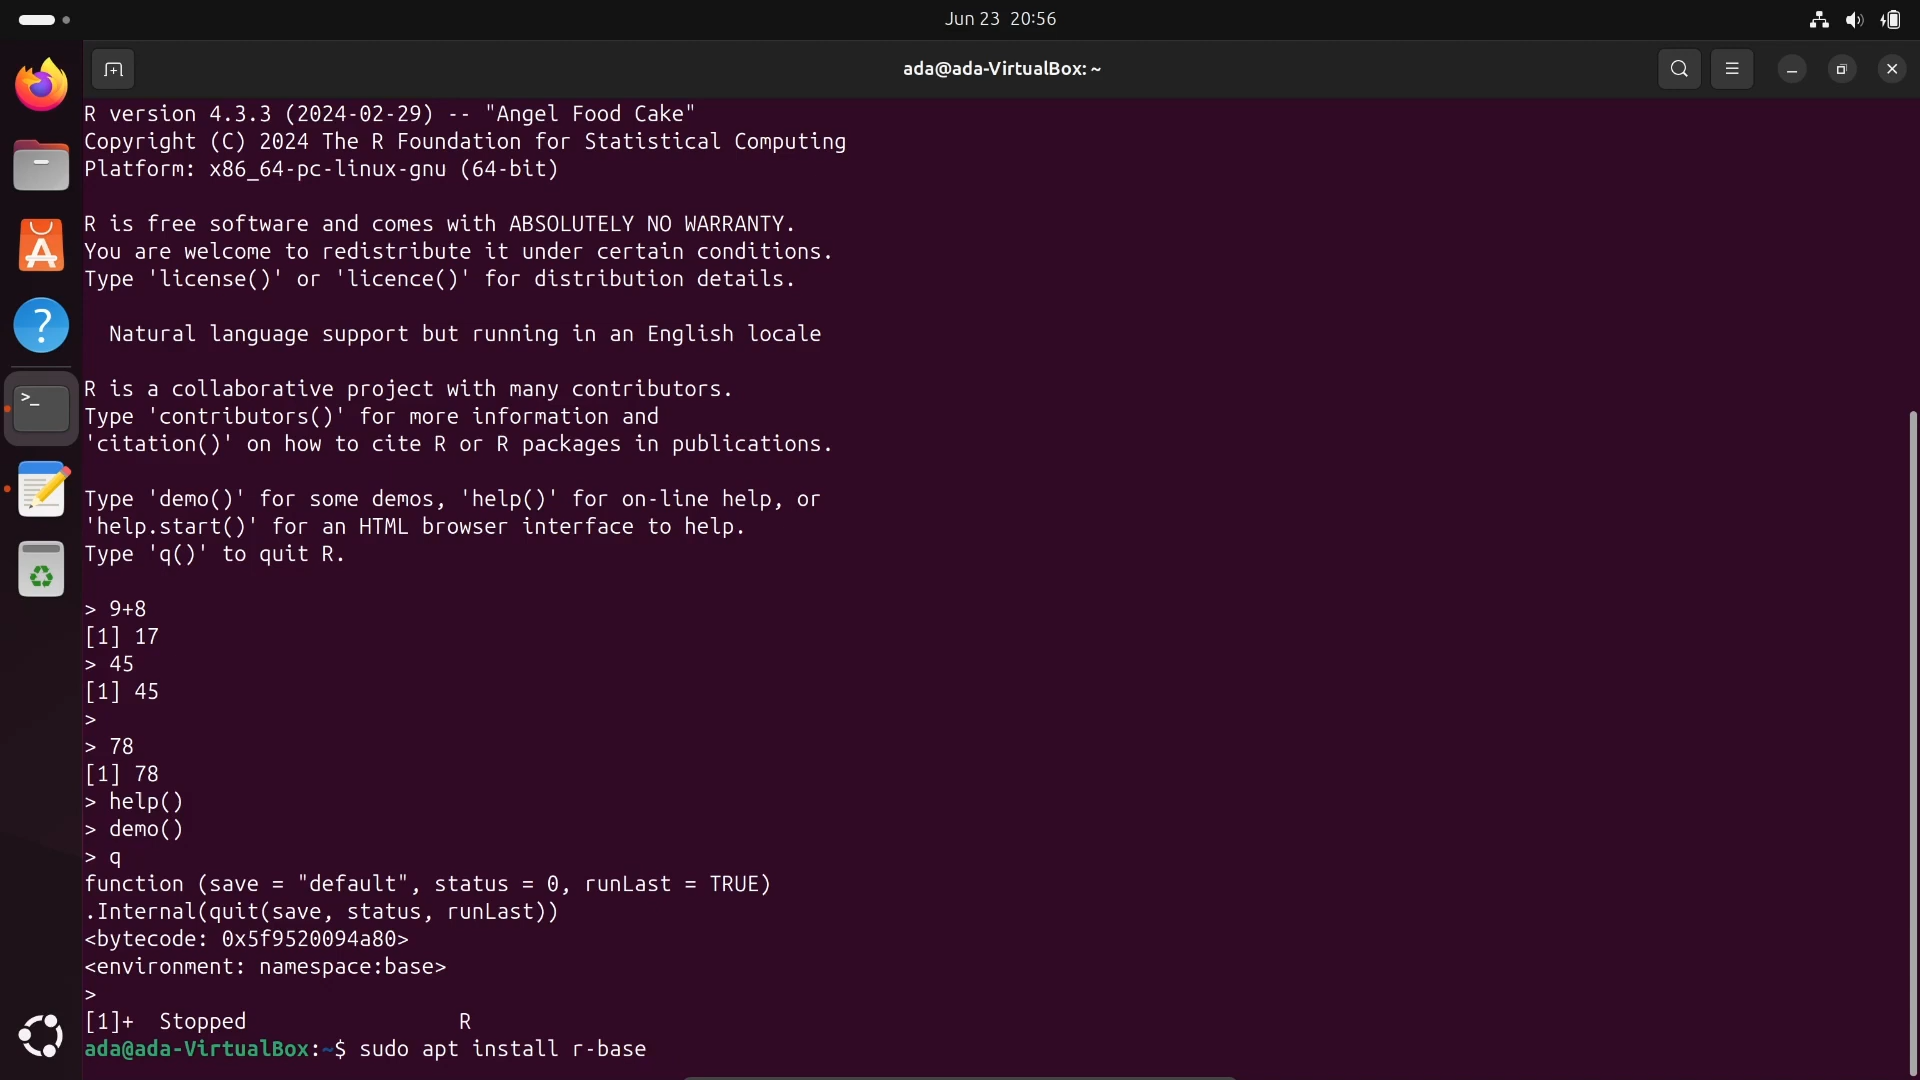 Jun 23 20:56
ada@ada-VirtualBox: ~
R version 4.3.3 (2024-02-29) -- "Angel Food Cake"
Copyright (C) 2024 The R Foundation for Statistical Computing
Platform: x86_64-pc-linux-gnu (64-bit)

R is free software and comes with ABSOLUTELY NO WARRANTY.
You are welcome to redistribute it under certain conditions.
Type 'license()' or 'licence()' for distribution details.

  Natural language support but running in an English locale

R is a collaborative project with many contributors.
Type 'contributors()' for more information and
'citation()' on how to cite R or R packages in publications.

Type 'demo()' for some demos, 'help()' for on-line help, or
'help.start()' for an HTML browser interface to help.
Type 'q()' to quit R.

> 9+8
[1] 17
> 45
[1] 45
>
> 78
[1] 78
> help()
> demo()
> q
function (save = "default", status = 0, runLast = TRUE)
.Internal(quit(save, status, runLast))
<bytecode: 0x5f9520094a80>
<environment: namespace:base>
>
[1]+  Stopped                 R
ada@ada-VirtualBox:~$ sudo apt install r-base